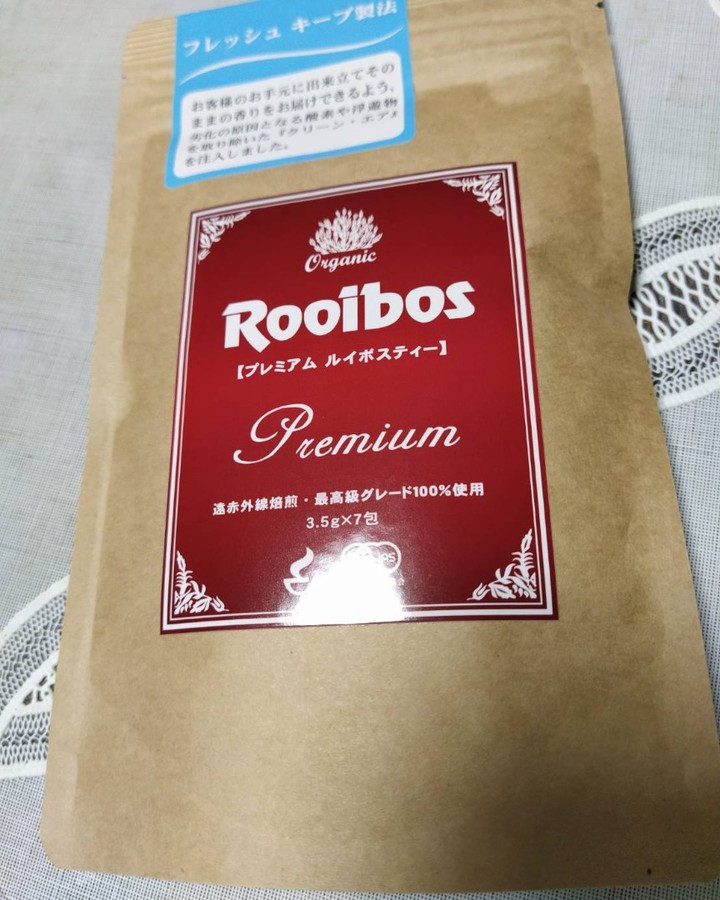 フレッシュ キープ製法
お客様のお手元に出来立てその
ままの香りをお届けできるよう、
劣化の原因となる酸素や浮遊物
を取り除いた『クリーン・エア』
を注入しました。
Organic
Rooibos
【プレミアム ルイボスティー】
Premium
遠赤外線焙煎・最高級グレード100%使用
3.5g×7包
JAS